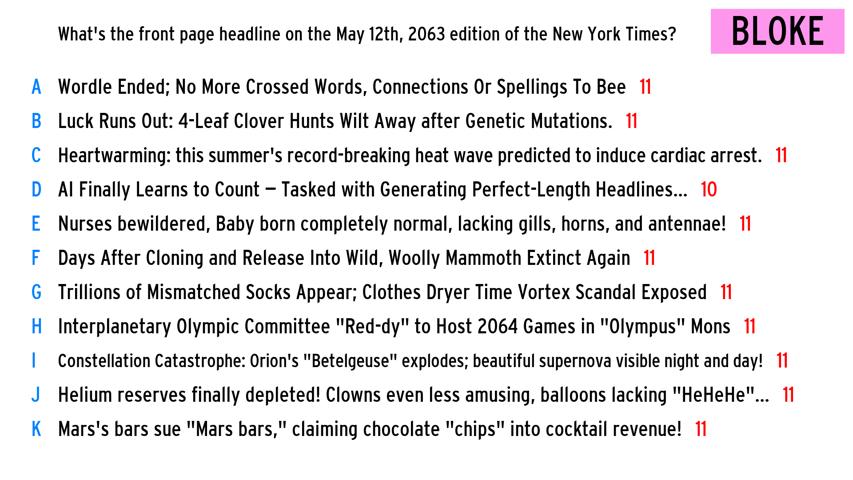 What's the front page headline on the May 12th, 2063 edition of the New York Times?
BLOKE
A Wordle Ended; No More Crossed Words, Connections Or Spellings To Bee 11
B Luck Runs Out: 4-Leaf Clover Hunts Wilt Away after Genetic Mutations. 11
C Heartwarming: this summer's record-breaking heat wave predicted to induce cardiac arrest. 11
D AI Finally Learns to Count – Tasked with Generating Perfect-Length Headlines... 10
E Nurses bewildered, Baby born completely normal, lacking gills, horns, and antennae! 11
F Days After Cloning and Release Into Wild, Woolly Mammoth Extinct Again 11
G Trillions of Mismatched Socks Appear; Clothes Dryer Time Vortex Scandal Exposed 11
H Interplanetary Olympic Committee "Red-dy" to Host 2064 Games in "Olympus" Mons 11
I Constellation Catastrophe: Orion's "Betelgeuse" explodes; beautiful supernova visible night and day! 11
J Helium reserves finally depleted! Clowns even less amusing, balloons lacking "HeHeHe"... 11
K Mars's bars sue "Mars bars," claiming chocolate "chips" into cocktail revenue! 11